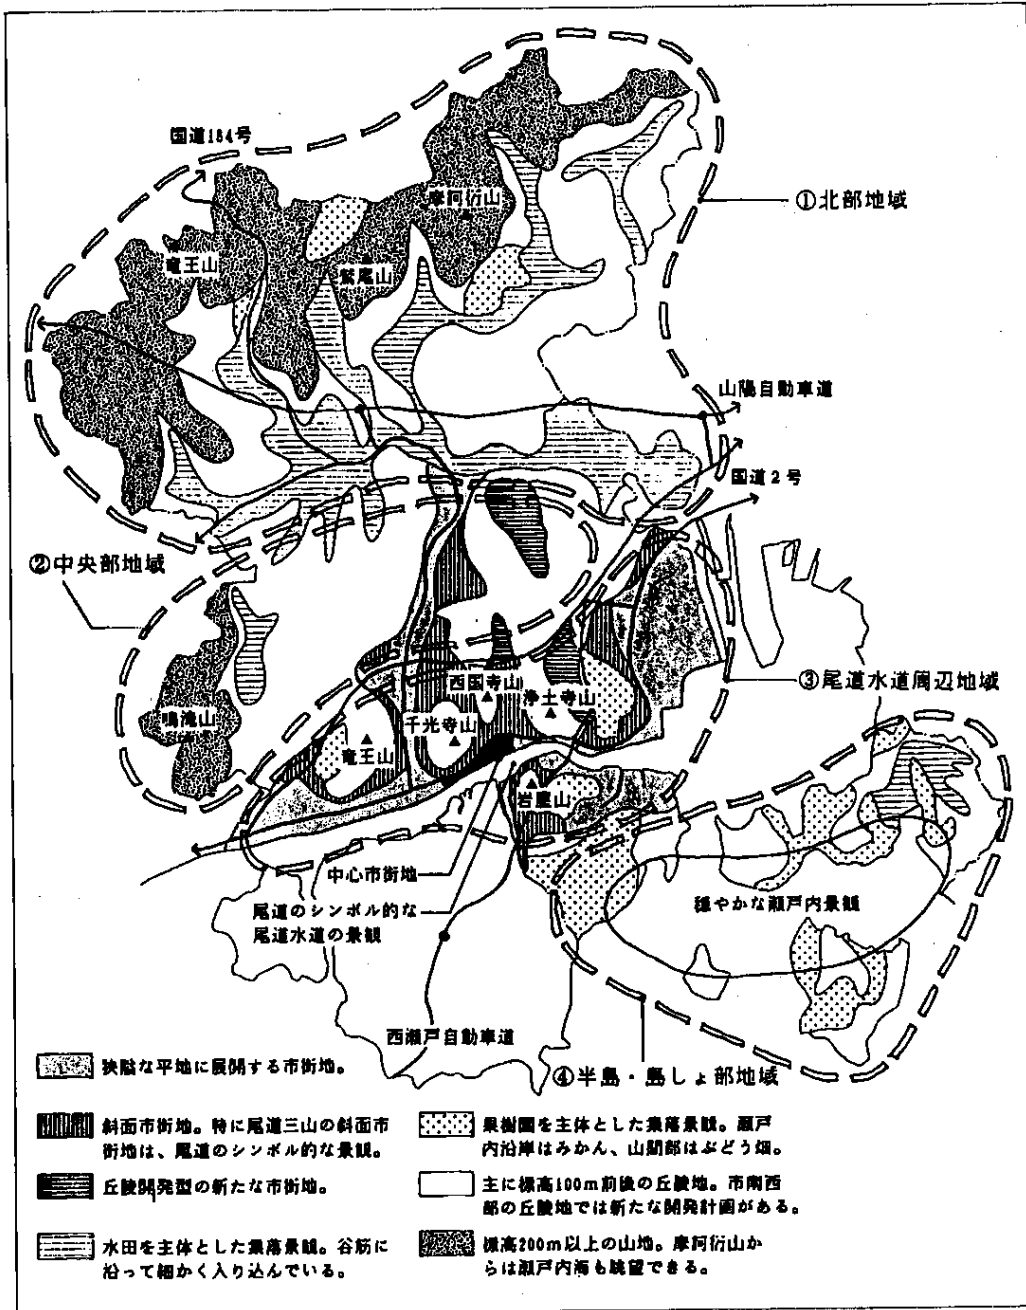 国道184号
摩訶衍山
①北部地域
竜王山
鷲尾山
山陽自動車道
国道2号
②中央部地域
西国寺山
浄土寺山
③尾道水道周辺地域
鳴滝山
千光寺山
竜王山
岩屋山
中心市街地
尾道のシンボル的な
尾道水道の景観
穏やかな瀬戸内景観
西瀬戸自動車道
④半島・島しょ部地域
狭隘な平地に展開する市街地。
斜面市街地。特に尾道三山の斜面市
街地は、尾道のシンボル的な景観。
丘陵開発型の新たな市街地。
水田を主体とした集落景観。谷筋に
沿って細かく入り込んでいる。
果樹園を主体とした集落景観。瀬戸
内沿岸はみかん、山間部はぶどう畑。
主に標高100m前後の丘陵地。市南西
部の丘陵地では新たな開発計画がある。
標高200m以上の山地。摩訶衍山か
らは瀬戸内海も眺望できる。